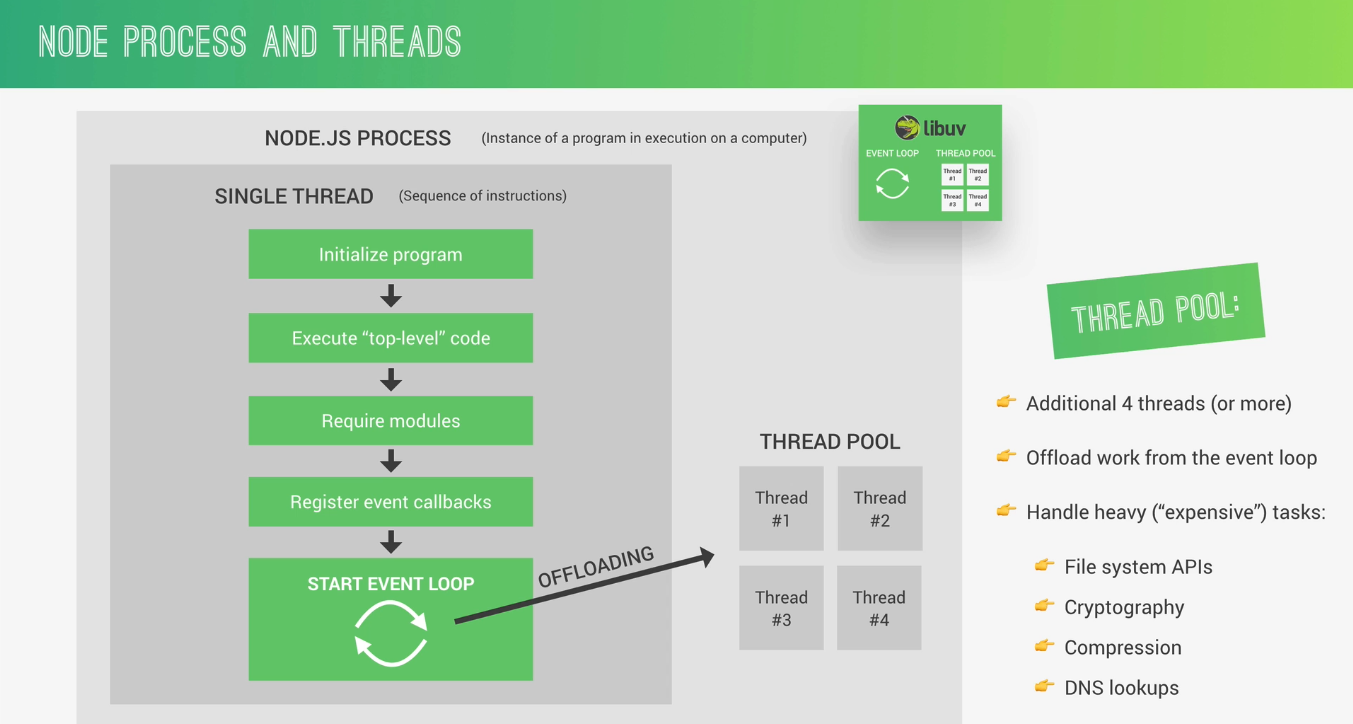 NODE PROCESS AND THREADS
NODE.JS PROCESS (Instance of a program in execution on a computer)
SINGLE THREAD (Sequence of instructions)
Initialize program
Execute “top-level” code
Require modules
Register event callbacks
START EVENT LOOP
OFFLOADING
THREAD POOL
Thread
#1
Thread
#2
Thread
#3
Thread
#4
libuv
EVENT LOOP
THREAD POOL
Thread
#1
Thread
#2
Thread
#3
Thread
#4
THREAD POOL:
Additional 4 threads (or more)
Offload work from the event loop
Handle heavy (“expensive”) tasks:
File system APIs
Cryptography
Compression
DNS lookups